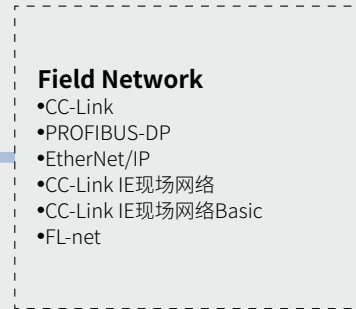 Field Network
•CC-Link
•PROFIBUS-DP
•EtherNet/IP
•CC-Link IE现场网络
•CC-Link IE现场网络Basic
•FL-net